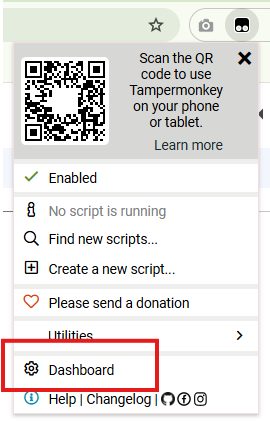 Scan the QR
code to use
Tampermonkey
on your phone
or tablet.
Learn more
Enabled
No script is running
Find new scripts...
Create a new script...
Please send a donation
Utilities
Dashboard
Help | Changelog |